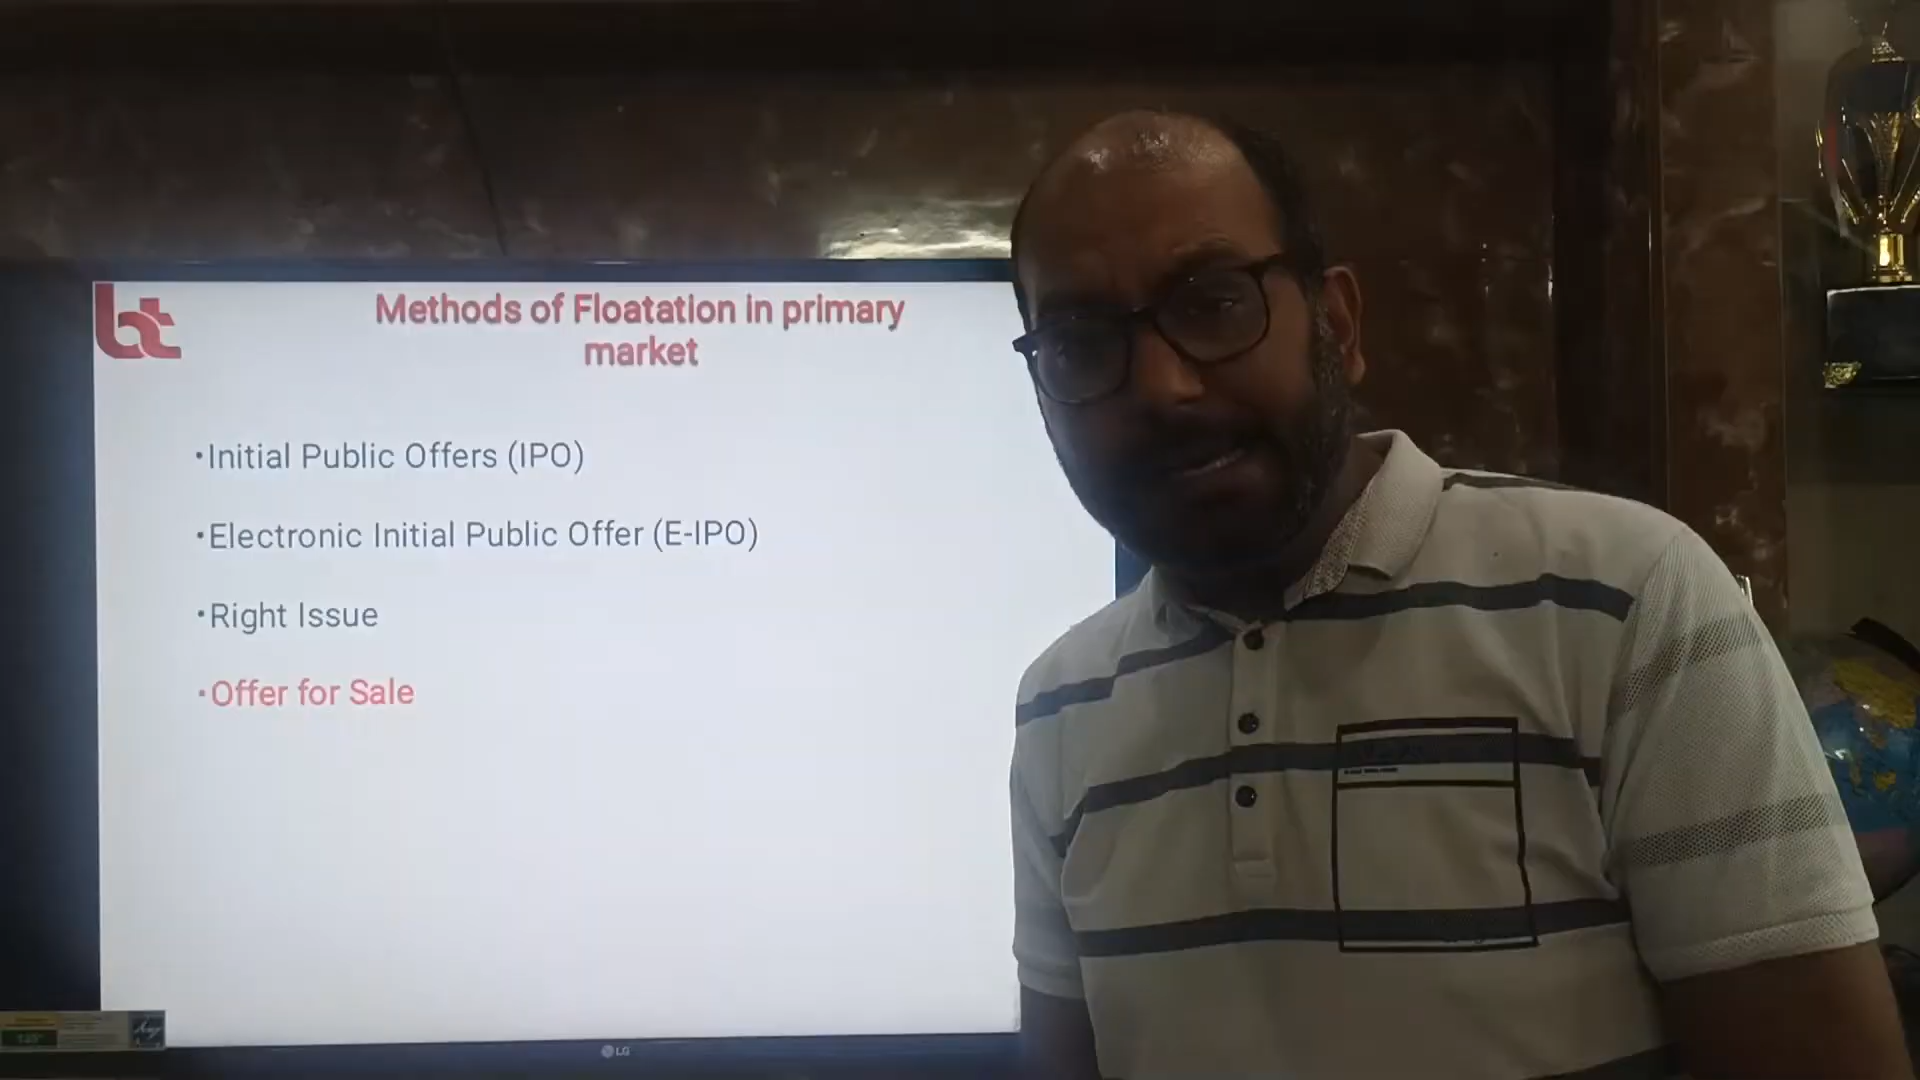 bt
Methods of Floatation in primary
market
•Initial Public Offers (IPO)
•Electronic Initial Public Offer (E-IPO)
•Right Issue
•Offer for Sale
LG